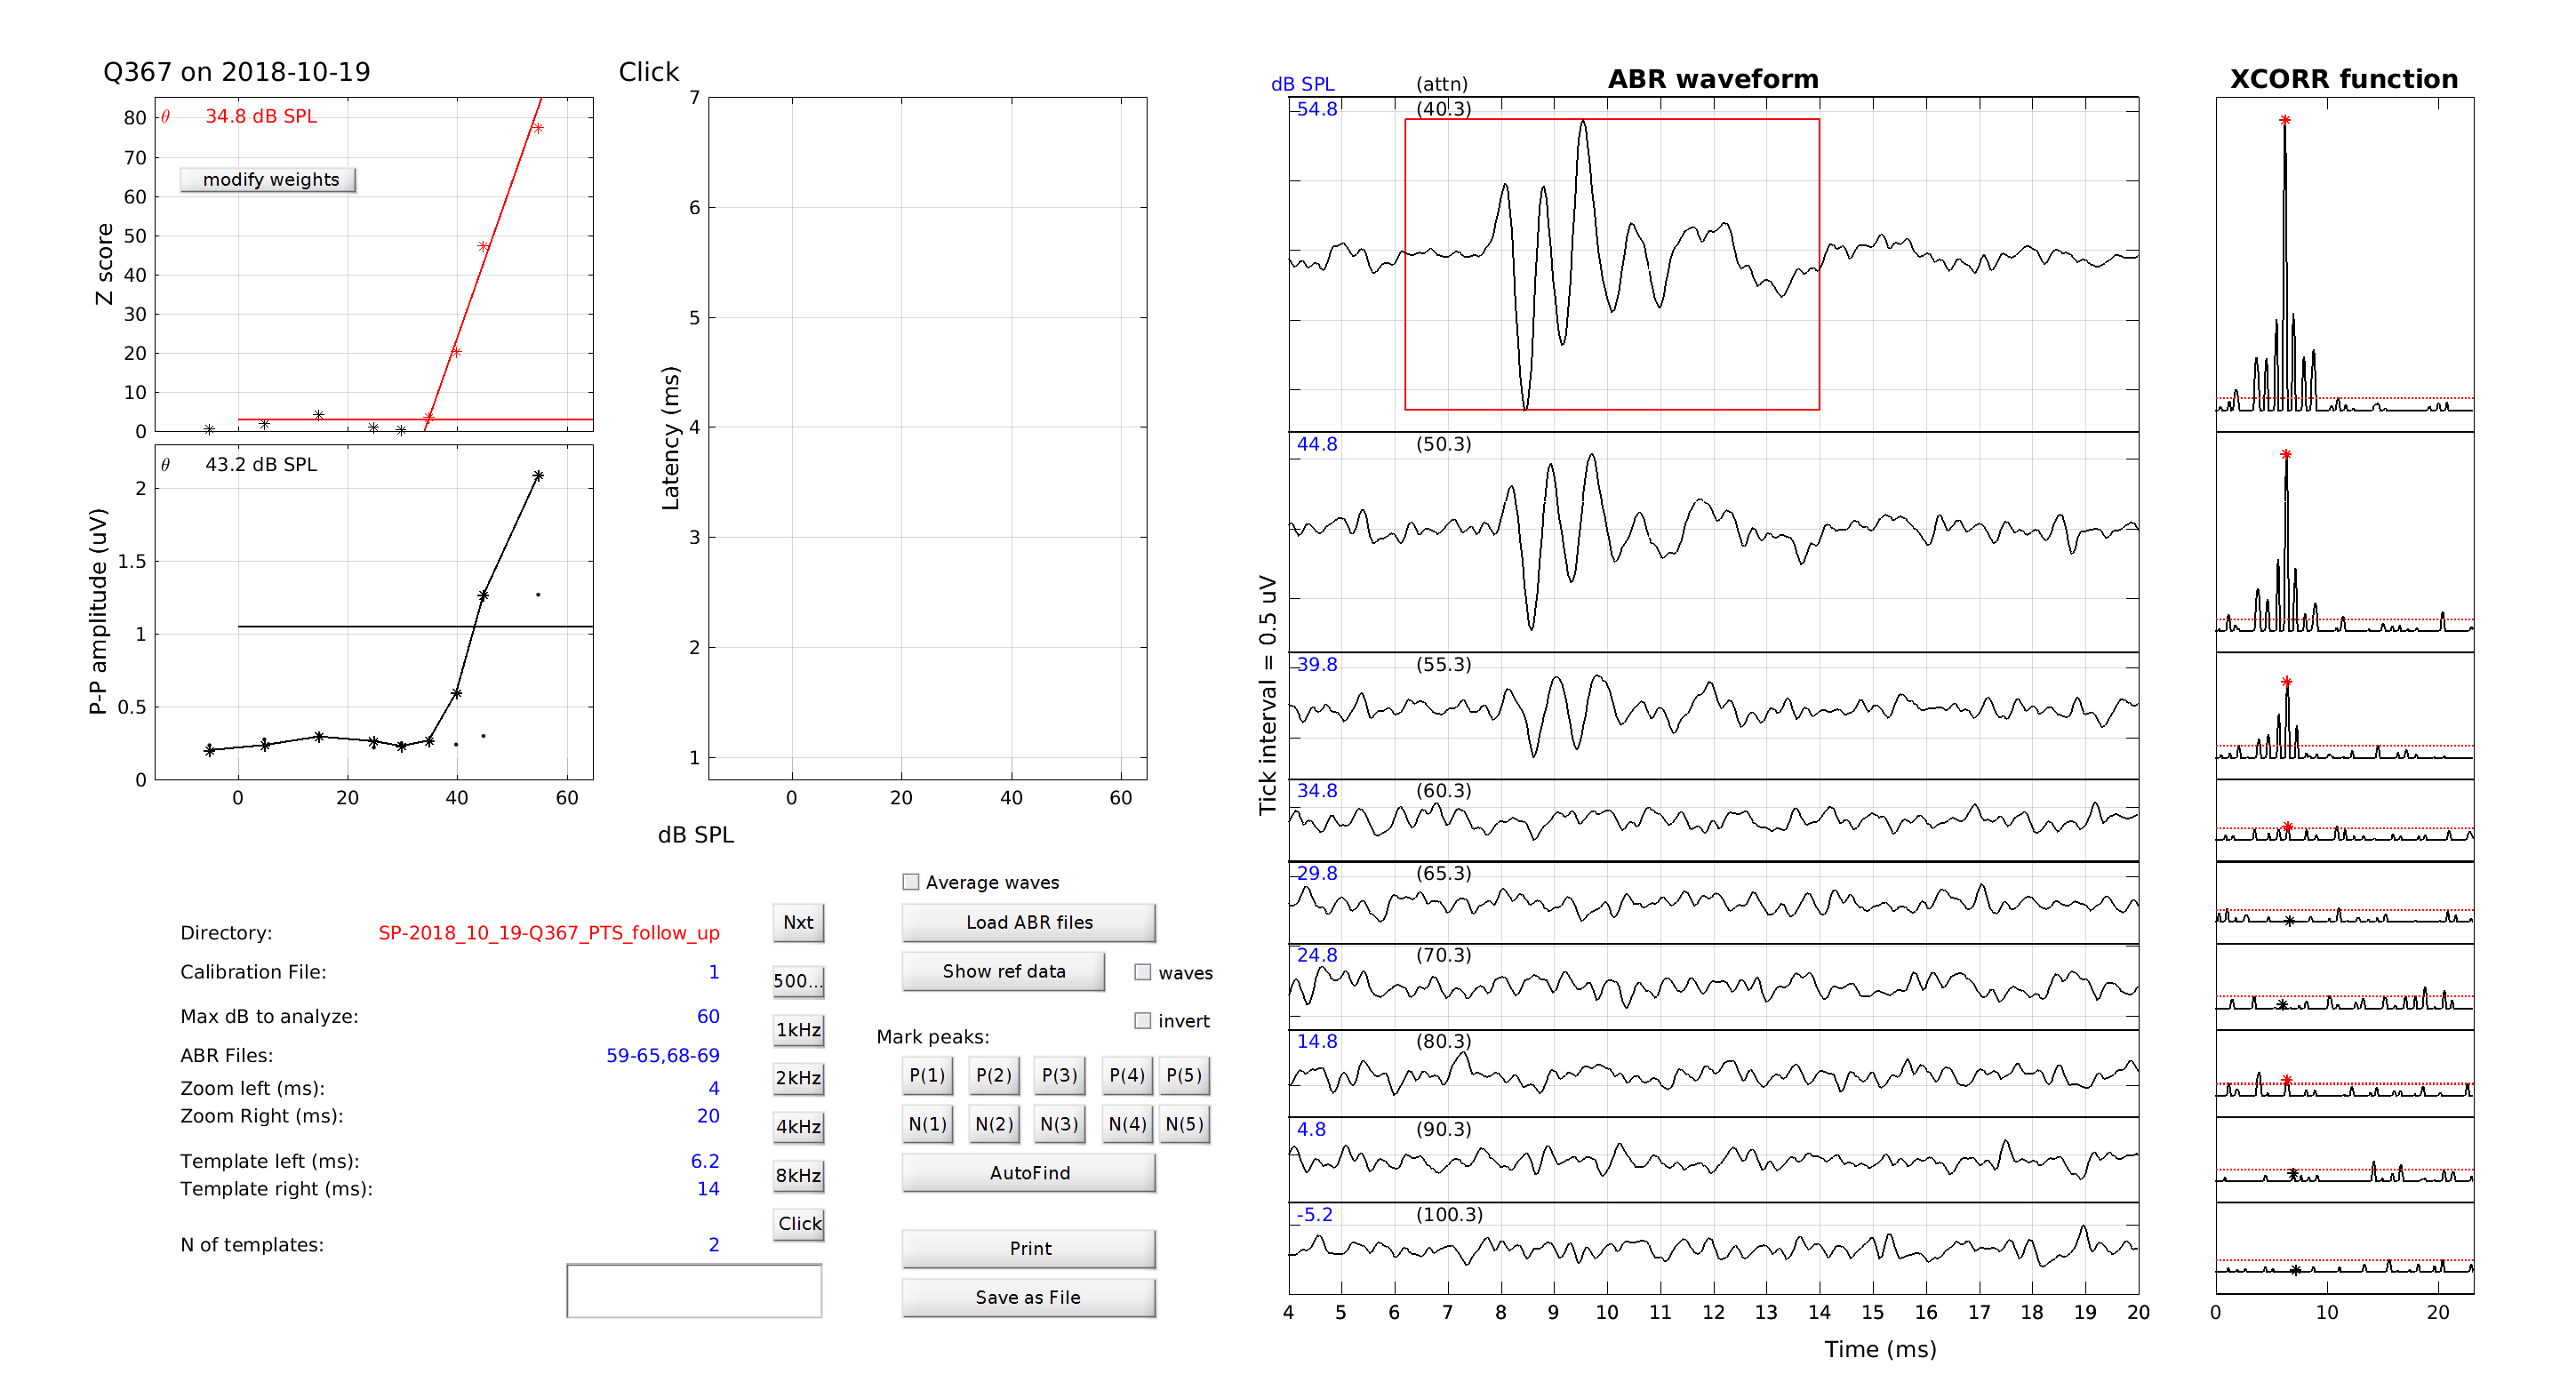 Q367 on 2018-10-19
Click
θ 34.8 dB SPL
modify weights
Z score
80
70
60
50
40
30
20
10
0
θ 43.2 dB SPL
P-P amplitude (uV)
2
1.5
1
0.5
0
0 20 40 60
Latency (ms)
7
6
5
4
3
2
1
0 20 40 60
dB SPL
Directory: SP-2018_10_19-Q367_PTS_follow_up
Calibration File: 1
Max dB to analyze: 60
ABR Files: 59-65,68-69
Zoom left (ms): 4
Zoom Right (ms): 20
Template left (ms): 6.2
Template right (ms): 14
N of templates: 2
Nxt
500...
1kHz
2kHz
4kHz
8kHz
Click
Average waves
Load ABR files
Show ref data
waves
invert
Mark peaks:
P(1) P(2) P(3) P(4) P(5)
N(1) N(2) N(3) N(4) N(5)
AutoFind
Print
Save as File
dB SPL (attn) ABR waveform
54.8 (40.3)
44.8 (50.3)
39.8 (55.3)
34.8 (60.3)
29.8 (65.3)
24.8 (70.3)
14.8 (80.3)
4.8 (90.3)
-5.2 (100.3)
Tick interval = 0.5 uV
4 5 6 7 8 9 10 11 12 13 14 15 16 17 18 19 20
Time (ms)
XCORR function
0 10 20